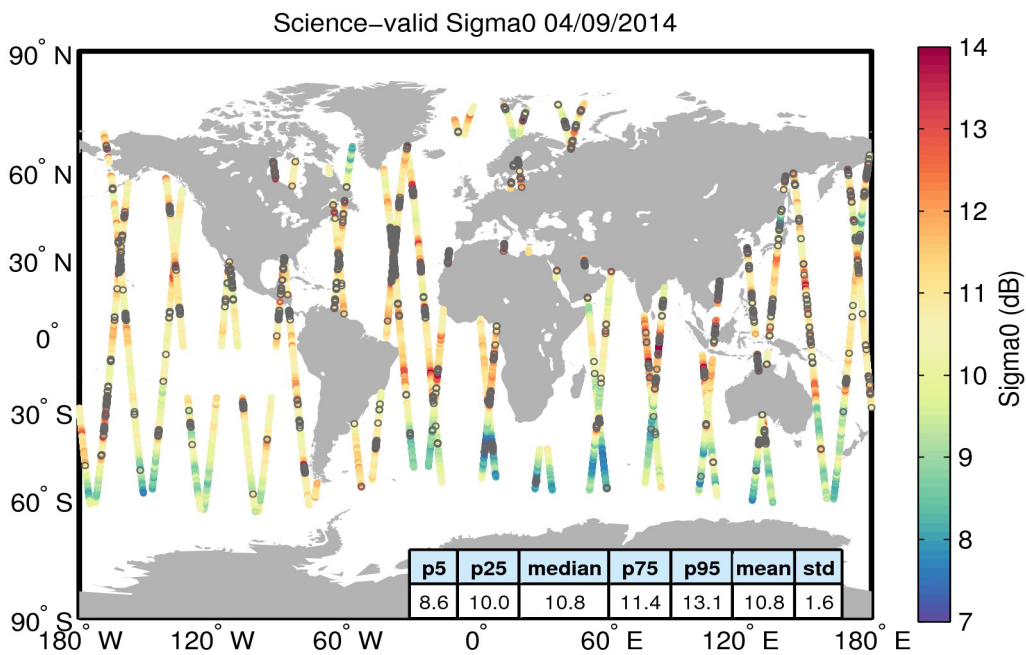 Science−valid Sigma0 04/09/2014
90° N
60° N
30° N
0°
30° S
60° S
90° S
180° W
120° W
60° W
0°
60° E
120° E
180° E
14
13
12
11
10
9
8
7
Sigma0 (dB)
p5 p25 median p75 p95 mean std
8.6 10.0 10.8 11.4 13.1 10.8 1.6